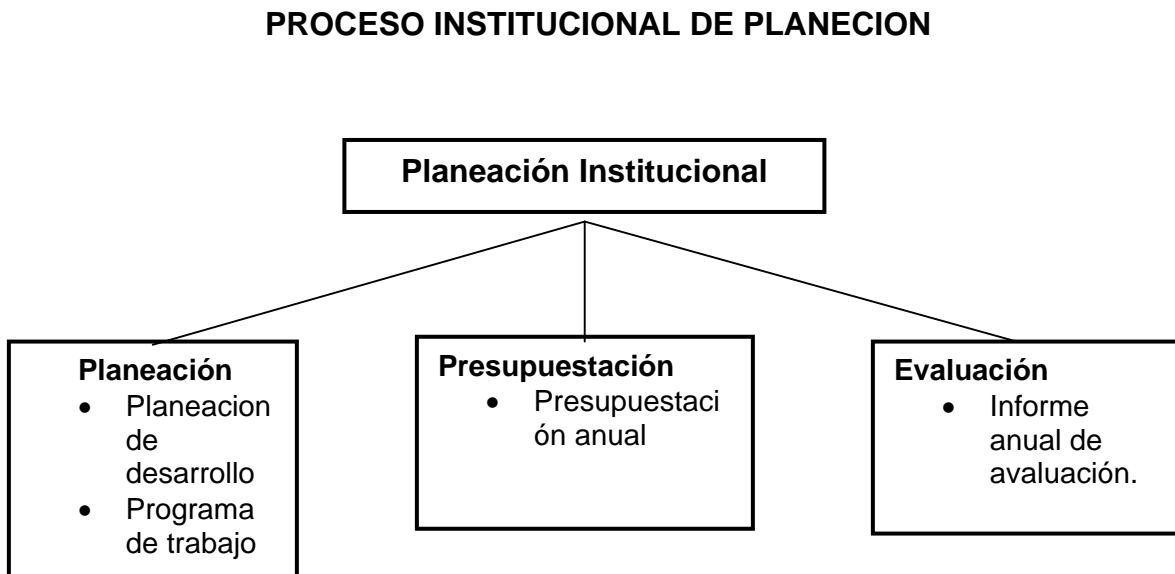 PROCESO INSTITUCIONAL DE PLANECION
Planeación Institucional
Planeación
• Planeacion
de
desarrollo
• Programa
de trabajo
Presupuestación
• Presupuestaci
ón anual
Evaluación
• Informe
anual de
avaluación.